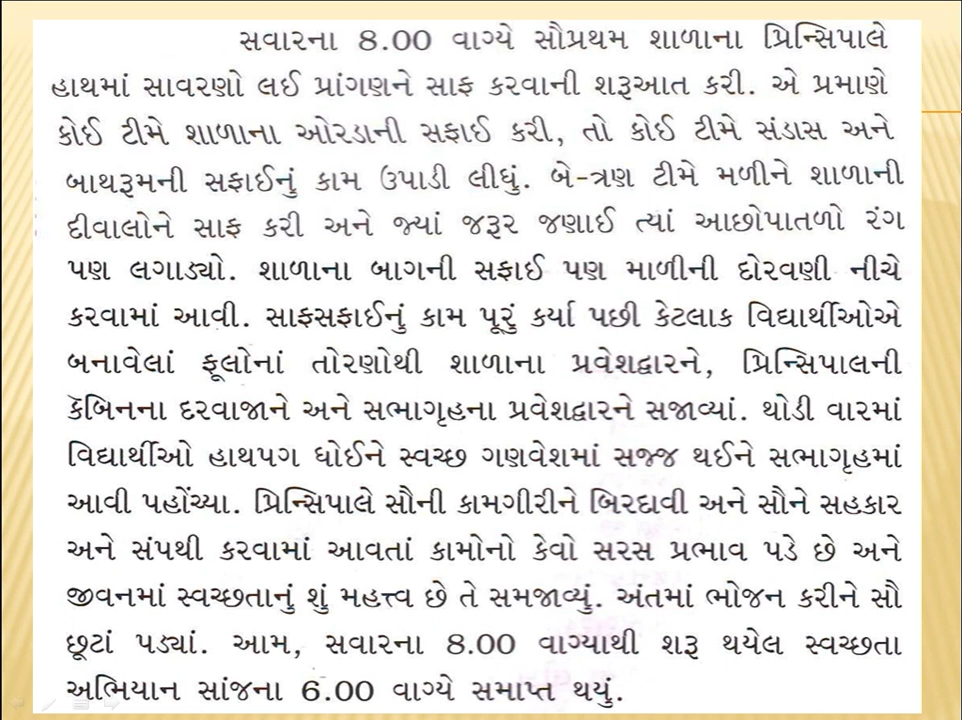 સવારના 8.00 વાગ્યે સૌપ્રથમ શાળાના પ્રિન્સિપાલે
હાથમાં સાવરણો લઈ પ્રાંગણને સાફ કરવાની શરૂઆત કરી. એ પ્રમાણે
કોઈ ટીમે શાળાના ઓરડાની સફાઈ કરી, તો કોઈ ટીમે સંડાસ અને
બાથરૂમની સફાઈનું કામ ઉપાડી લીધું. બે-ત્રણ ટીમે મળીને શાળાની
દીવાલોને સાફ કરી અને જ્યાં જરૂર જણાઈ ત્યાં આછોપાતળો રંગ
પણ લગાડ્યો. શાળાના બાગની સફાઈ પણ માળીની દોરવણી નીચે
કરવામાં આવી. સાફસફાઈનું કામ પૂરું કર્યા પછી કેટલાક વિદ્યાર્થીઓએ
બનાવેલાં ફૂલોનાં તોરણોથી શાળાના પ્રવેશદ્વારને, પ્રિન્સિપાલની
કૅબિનના દરવાજાને અને સભાગૃહના પ્રવેશદ્વારને સજાવ્યાં. થોડી વારમાં
વિદ્યાર્થીઓ હાથપગ ધોઈને સ્વચ્છ ગણવેશમાં સજ્જ થઈને સભાગૃહમાં
આવી પહોંચ્યા. પ્રિન્સિપાલે સૌની કામગીરીને બિરદાવી અને સૌને સહકાર
અને સંપથી કરવામાં આવતાં કામોનો કેવો સરસ પ્રભાવ પડે છે અને
જીવનમાં સ્વચ્છતાનું શું મહત્ત્વ છે તે સમજાવ્યું. અંતમાં ભોજન કરીને સૌ
છૂટાં પડ્યાં. આમ, સવારના 8.00 વાગ્યાથી શરૂ થયેલ સ્વચ્છતા
અભિયાન સાંજના 6.00 વાગ્યે સમાપ્ત થયું.